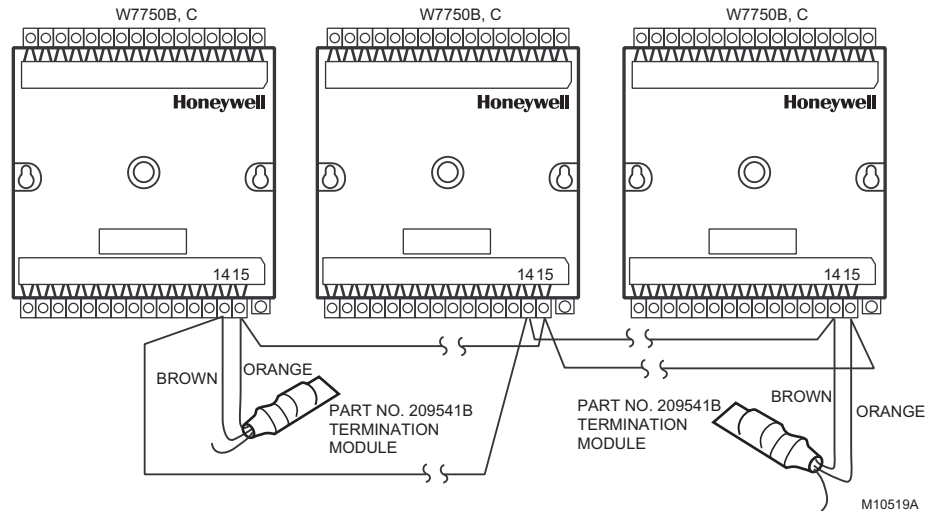 W7750B, C
W7750B, C
W7750B, C
Honeywell
Honeywell
Honeywell
14 15
14 15
14 15
BROWN
ORANGE
PART NO. 209541B
TERMINATION
MODULE
PART NO. 209541B
TERMINATION
MODULE
BROWN
ORANGE
M10519A